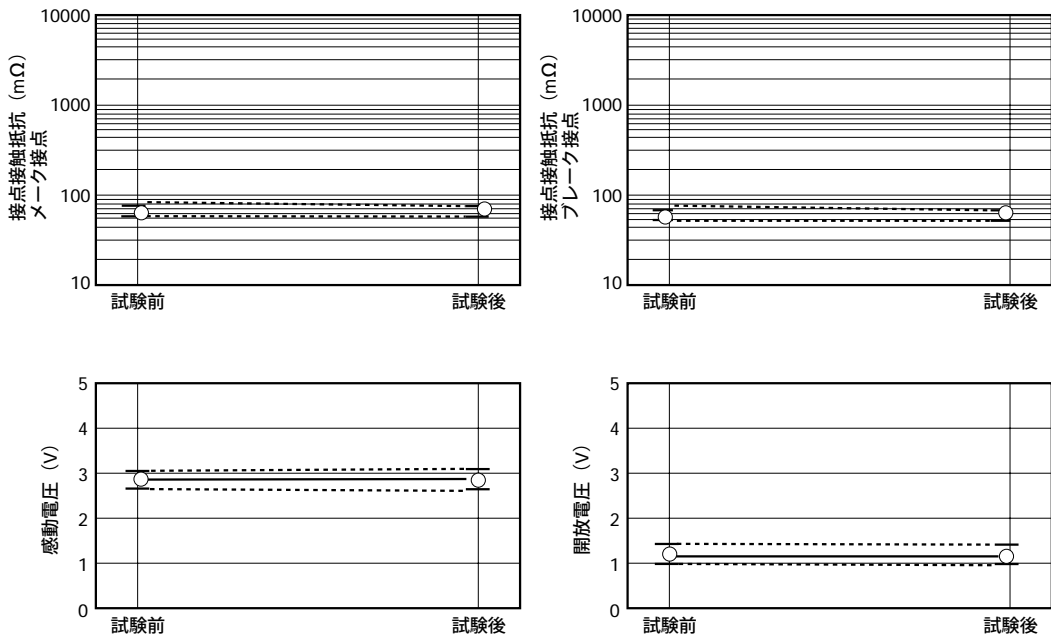 接点接触抵抗（mΩ）
メーク接点
10000
1000
100
10
試験前
試験後
接点接触抵抗（mΩ）
ブレーク接点
10000
1000
100
10
試験前
試験後
感動電圧（V）
5
4
3
2
1
0
試験前
試験後
開放電圧（V）
5
4
3
2
1
0
試験前
試験後